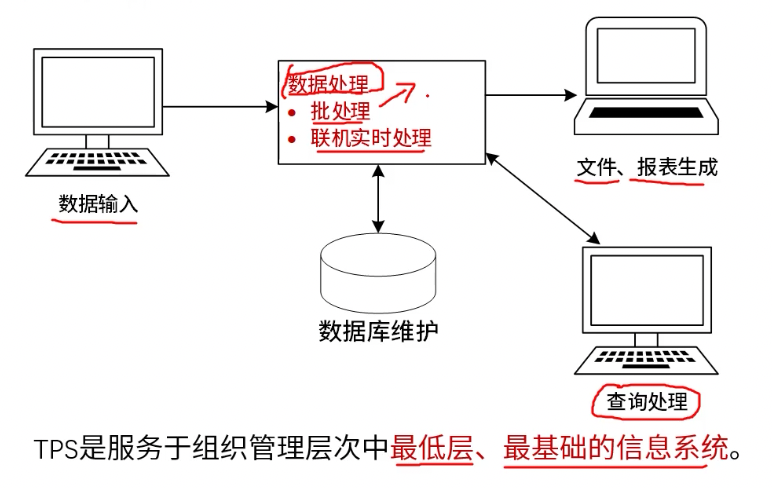 数据处理
• 批处理
• 联机实时处理
数据输入
文件、报表生成
数据库维护
查询处理
TPS是服务于组织管理层次中最低层、最基础的信息系统。